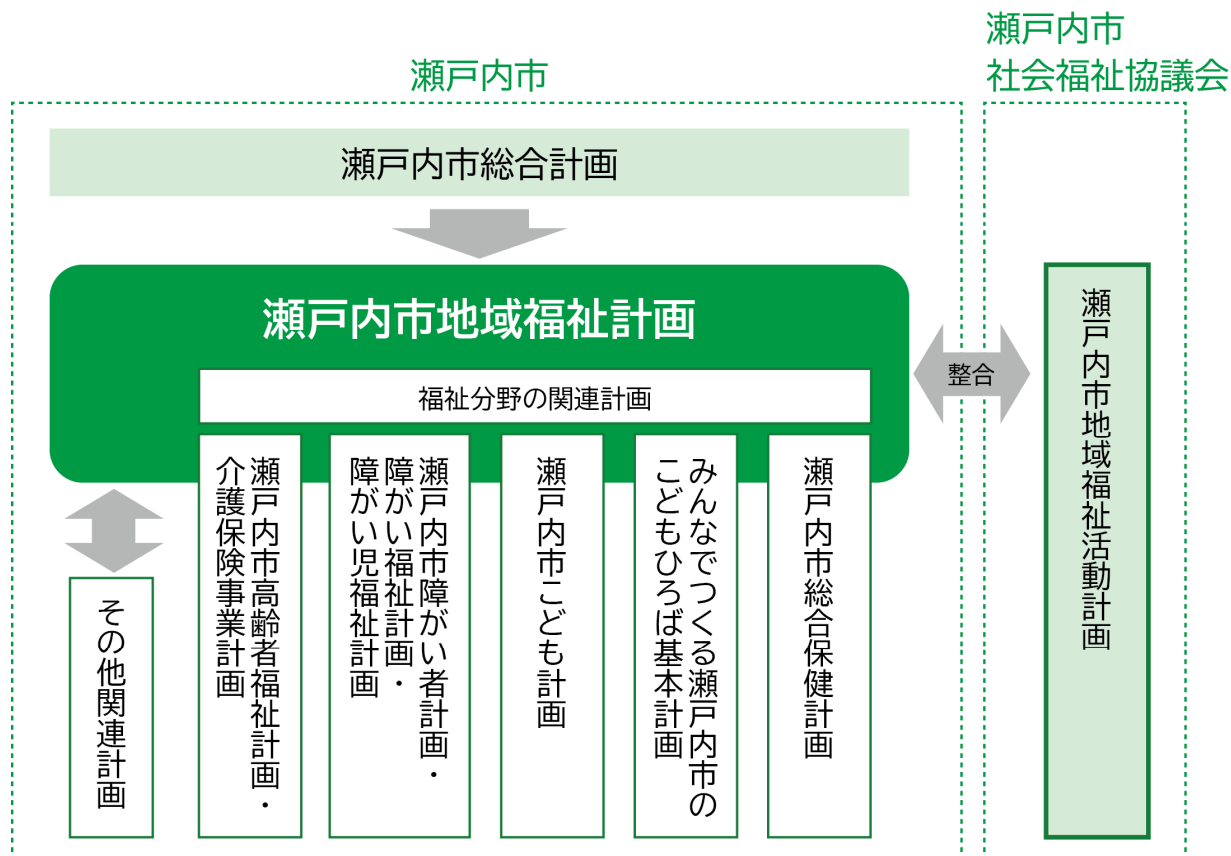 瀬戸内市
瀬戸内市
社会福祉協議会
瀬戸内市総合計画
瀬戸内市地域福祉計画
福祉分野の関連計画
整合
その他関連計画
瀬戸内市高齢者福祉計画・
介護保険事業計画
瀬戸内市障がい者計画・
障がい福祉計画・
障がい児福祉計画
瀬戸内市こども計画
みんなでつくる瀬戸内市の
こどもひろば基本計画
瀬戸内市総合保健計画
瀬戸内市地域福祉活動計画